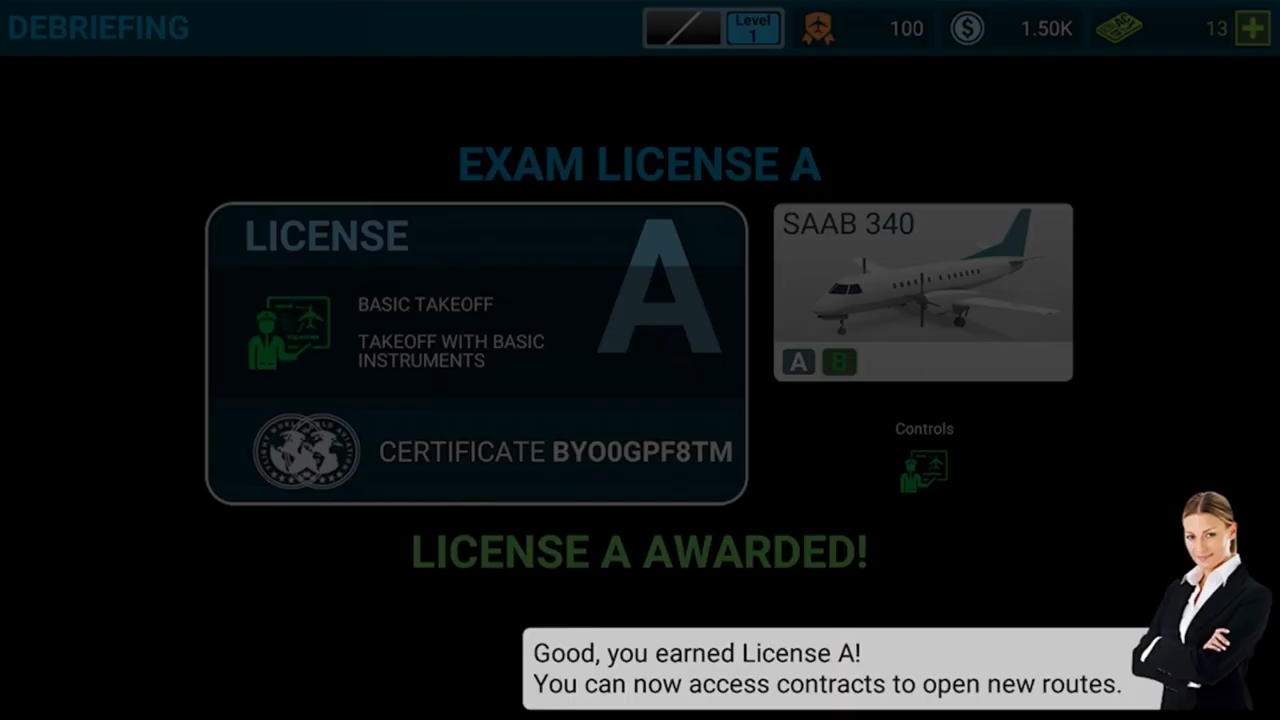 DEBRIEFING
Level
1
100
1.50K
13
EXAM LICENSE A
LICENSE
A
BASIC TAKEOFF
TAKEOFF WITH BASIC
INSTRUMENTS
CERTIFICATE BYO0GPF8TM
SAAB 340
A B
Controls
LICENSE A AWARDED!
Good, you earned License A!
You can now access contracts to open new routes.